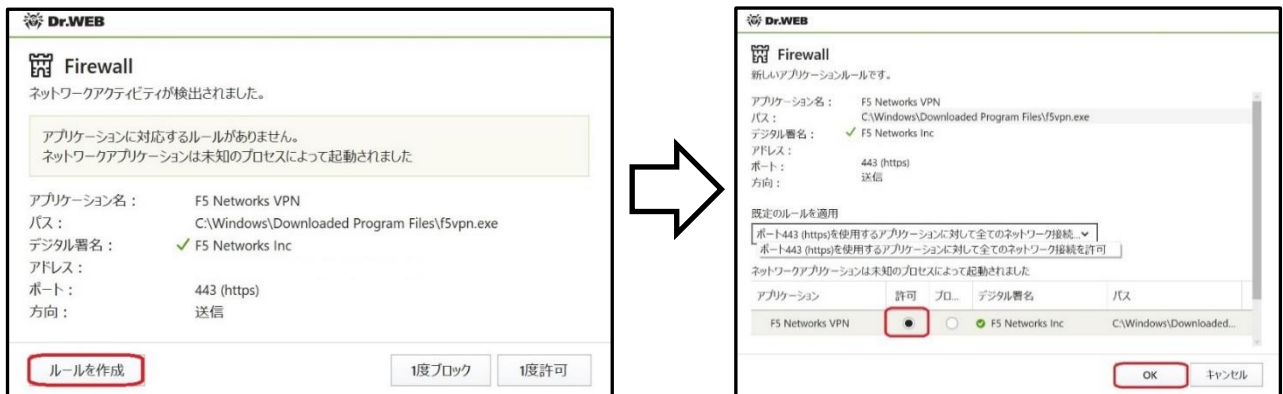 Dr.WEB
Firewall
ネットワークアクティビティが検出されました。
アプリケーションに対応するルールがありません。
ネットワークアプリケーションは未知のプロセスによって起動されました
アプリケーション名： F5 Networks VPN
パス： C:\Windows\Downloaded Program Files\f5vpn.exe
デジタル署名： ✓ F5 Networks Inc
アドレス：
ポート： 443 (https)
方向： 送信
ルールを作成 1度ブロック 1度許可
Dr.WEB
Firewall
新しいアプリケーションルールです。
アプリケーション名： F5 Networks VPN
パス： C:\Windows\Downloaded Program Files\f5vpn.exe
デジタル署名： ✓ F5 Networks Inc
アドレス：
ポート： 443 (https)
方向： 送信
既定のルールを適用
ポート443 (https)を使用するアプリケーションに対して全てのネットワーク接続...
ポート443 (https)を使用するアプリケーションに対して全てのネットワーク接続を許可
ネットワークアプリケーションは未知のプロセスによって起動されました
アプリケーション 許可 ブロ... デジタル署名 パス
F5 Networks VPN F5 Networks Inc C:\Windows\Downloaded...
OK キャンセル